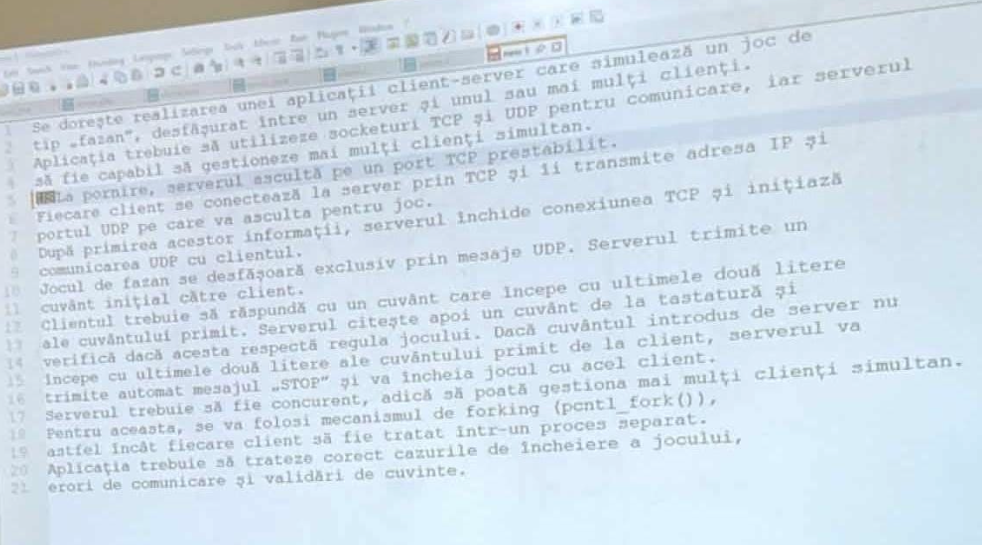 Se dorește realizarea unei aplicații client-server care simulează un joc de
tip „fazan”, desfășurat între un server și unul sau mai mulți clienți.
Aplicația trebuie să utilizeze socketuri TCP și UDP pentru comunicare, iar serverul
să fie capabil să gestioneze mai mulți clienți simultan.
La pornire, serverul ascultă pe un port TCP prestabilit.
Fiecare client se conectează la server prin TCP și îi transmite adresa IP și
portul UDP pe care va asculta pentru joc.
După primirea acestor informații, serverul închide conexiunea TCP și inițiază
comunicarea UDP cu clientul.
Jocul de fazan se desfășoară exclusiv prin mesaje UDP. Serverul trimite un
cuvânt inițial către client.
Clientul trebuie să răspundă cu un cuvânt care începe cu ultimele două litere
ale cuvântului primit. Serverul citește apoi un cuvânt de la tastatură și
verifică dacă acesta respectă regula jocului. Dacă cuvântul introdus de server nu
începe cu ultimele două litere ale cuvântului primit de la client, serverul va
trimite automat mesajul „STOP” și va încheia jocul cu acel client.
Serverul trebuie să fie concurent, adică să poată gestiona mai mulți clienți simultan.
Pentru aceasta, se va folosi mecanismul de forking (pcntl_fork()),
astfel încât fiecare client să fie tratat într-un proces separat.
Aplicația trebuie să trateze corect cazurile de încheiere a jocului,
erori de comunicare și validări de cuvinte.